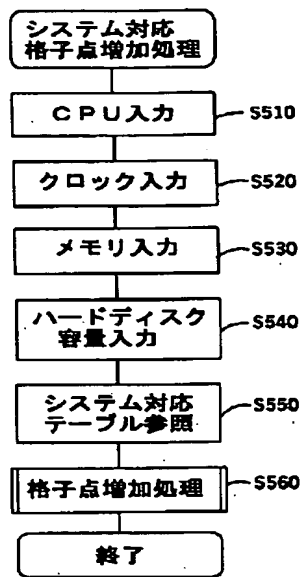 システム対応
格子点増加処理
CPU入力
S510
クロック入力
S520
メモリ入力
S530
ハードディスク
容量入力
S540
システム対応
テーブル参照
S550
格子点増加処理
S560
終了